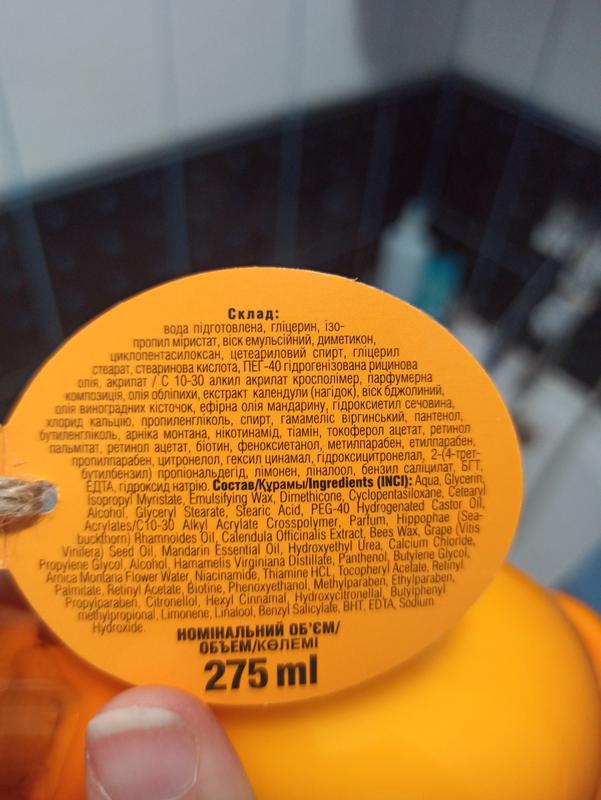 Склад:
вода підготовлена, гліцерин, ізо-
пропил міристат, віск емульсійний, диметикон,
циклопентасилоксан, цетеариловий спирт, гліцерил
стеарат, стеаринова кислота, ПЕГ-40 гідрогенізована рицинова
олія, акрилат / С 10-30 алкил акрилат кросполімер, парфумерна
композиція, олія обліпихи, екстракт календули (нагідок), віск бджолиний,
олія виноградних кісточок, ефірна олія мандарину, гідроксиетил сечовина,
хлорид кальцію, пропиленгліколь, спирт, гамамеліс віргінський, пантенол,
бутиленгліколь, арніка монтана, нікотинамід, тіамін, токоферол ацетат, ретинол
пальмітат, ретинол ацетат, біотин, феноксиетанол, метилпарабен, етилпарабен,
пропилпарабен, цитронелол, гексил цинамал, гидроксицитронелал, 2-(4-трет-
бутилбензил) пропіональдегід, лімонен, ліналоол, бензил саліцилат, БГТ,
ЕДТА, гідроксид натрію. Состав/Құрамы/Ingredients (INCI): Aqua, Glycerin,
Isopropyl Myristate, Emulsifying Wax, Dimethicone, Cyclopentasiloxane, Cetearyl
Alcohol, Glyceryl Stearate, Stearic Acid, PEG-40 Hydrogenated Castor Oil,
Acrylates/C10-30 Alkyl Acrylate Crosspolymer, Parfum, Hippophae (Sea-
buckthorn) Rhamnoides Oil, Calendula Officinalis Extract, Bees Wax, Grape (Vitis
Vinifera) Seed Oil, Mandarin Essential Oil, Hydroxyethyl Urea, Calcium Chloride,
Propylene Glycol, Alcohol, Hamamelis Virginiana Distillate, Panthenol, Butylene Glycol,
Arnica Montana Flower Water, Niacinamide, Thiamine HCL, Tocopheryl Acetate, Retinyl
Palmitate, Retinyl Acetate, Biotine, Phenoxyethanol, Methylparaben, Ethylparaben,
Propylparaben, Citronellol, Hexyl Cinnamal, Hydroxycitronellal, Butylphenyl
methylpropional, Limonene, Linalool, Benzyl Salicylate, BHT, EDTA, Sodium
Hydroxide.
НОМІНАЛЬНИЙ ОБ'ЄМ/
ОБЪЕМ/КӨЛЕМІ
275 ml